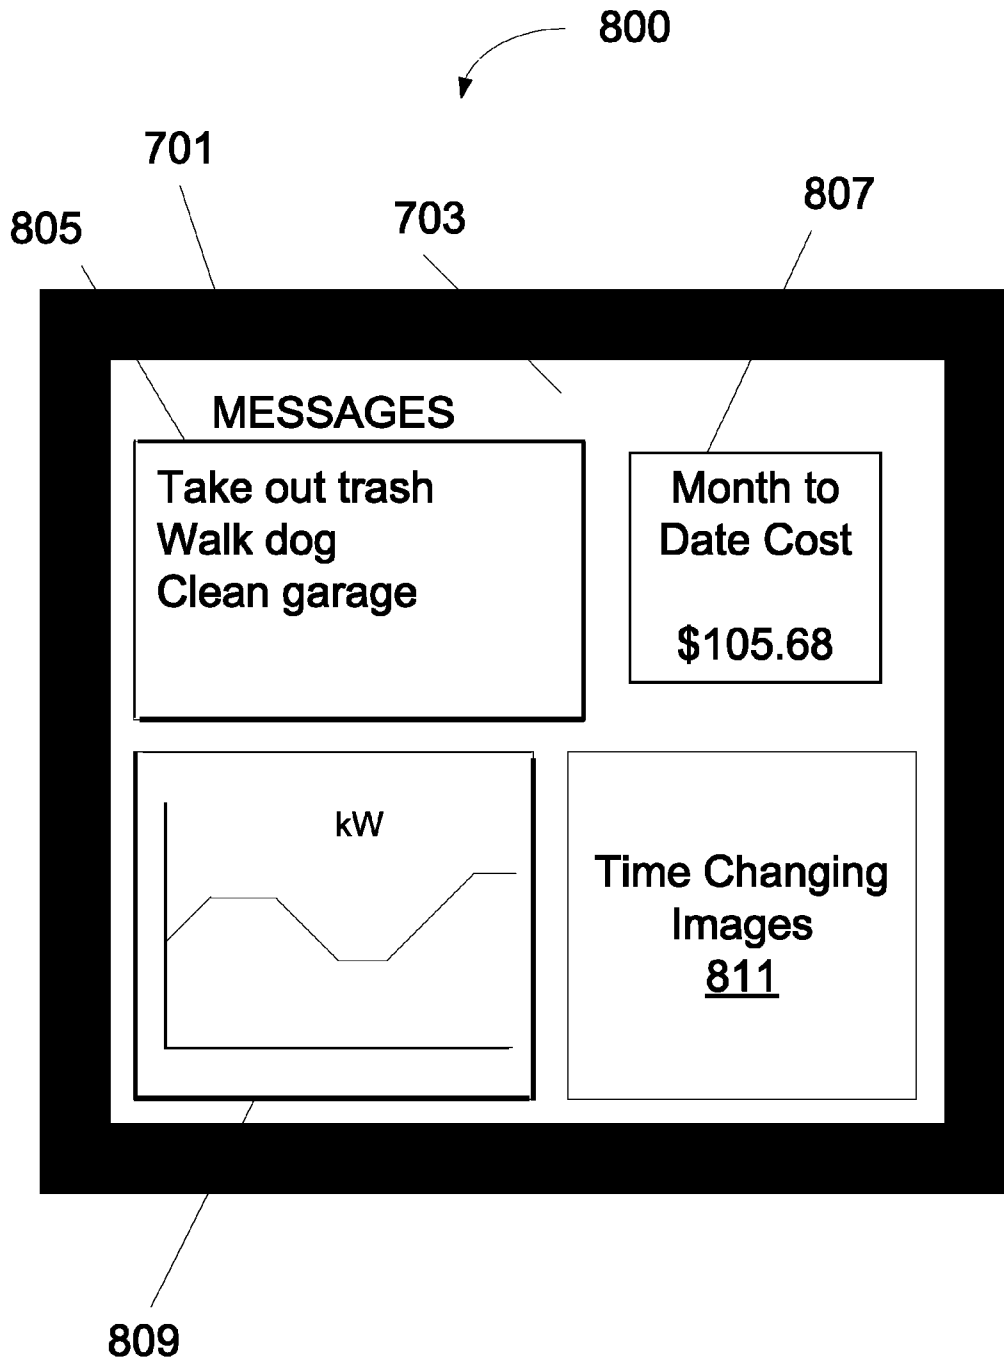 800
701
805
703
807
MESSAGES
Take out trash
Walk dog
Clean garage
Month to
Date Cost
$105.68
kW
Time Changing
Images
811
809